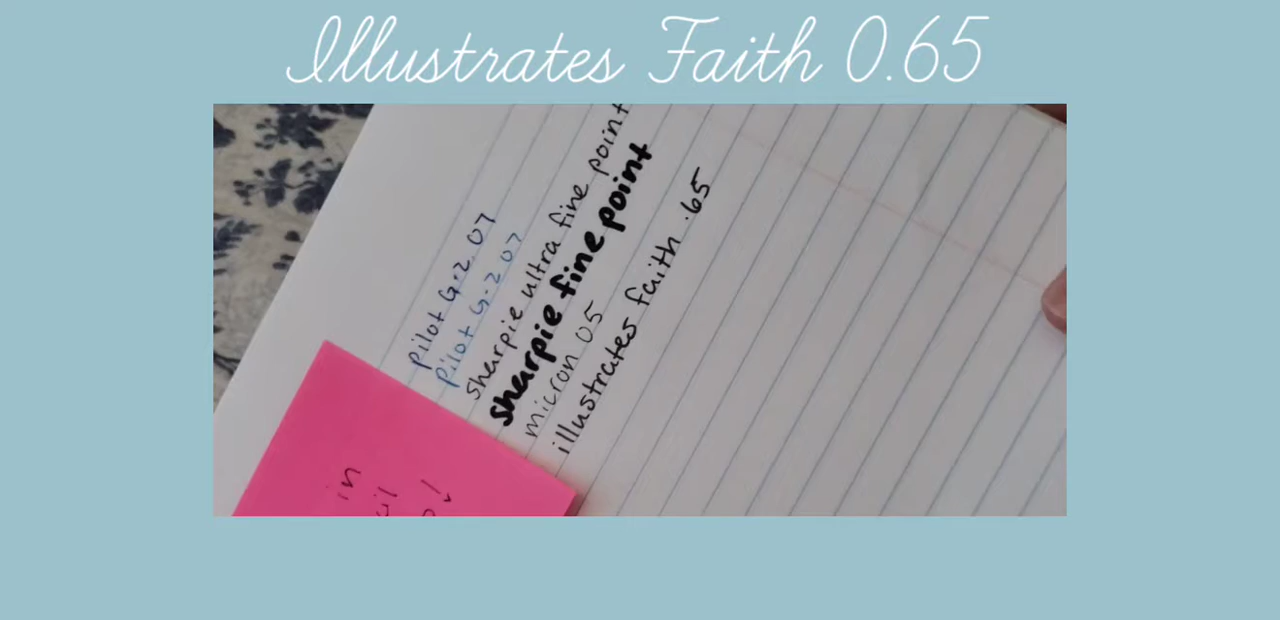 Illustrates Faith 0.65
pilot G-2 07
Pilot G-2 07
sharpie ultra fine point
sharpie fine point
micron 05
illustrates faith .65
in